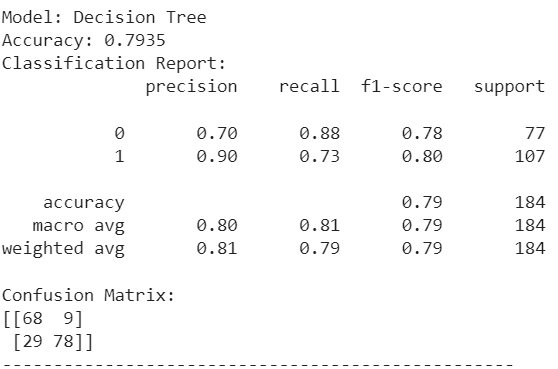 Model: Decision Tree
Accuracy: 0.7935
Classification Report:
              precision    recall  f1-score   support

           0       0.70      0.88      0.78        77
           1       0.90      0.73      0.80       107

    accuracy                           0.79       184
   macro avg       0.80      0.81      0.79       184
weighted avg       0.81      0.79      0.79       184

Confusion Matrix:
[[68  9]
 [29 78]]
--------------------------------------------------